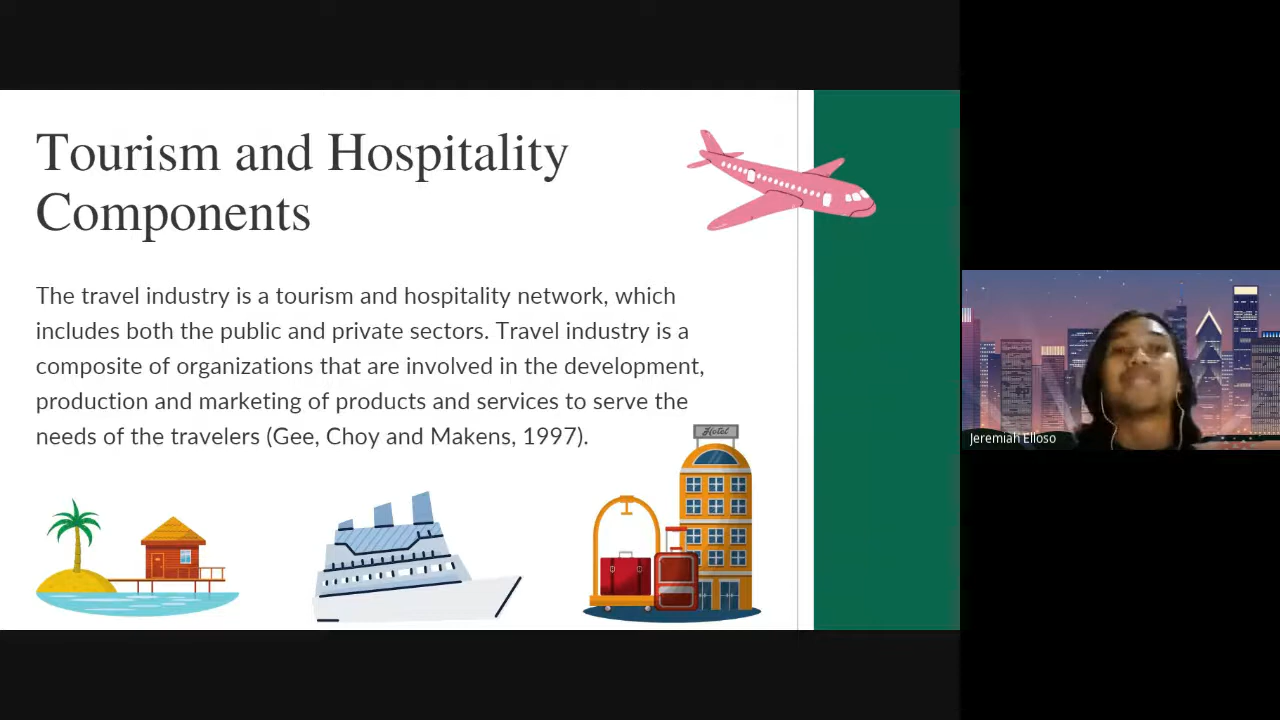 Tourism and Hospitality
Components
The travel industry is a tourism and hospitality network, which
includes both the public and private sectors. Travel industry is a
composite of organizations that are involved in the development,
production and marketing of products and services to serve the
needs of the travelers (Gee, Choy and Makens, 1997).
Hotel
Jeremiah Elloso